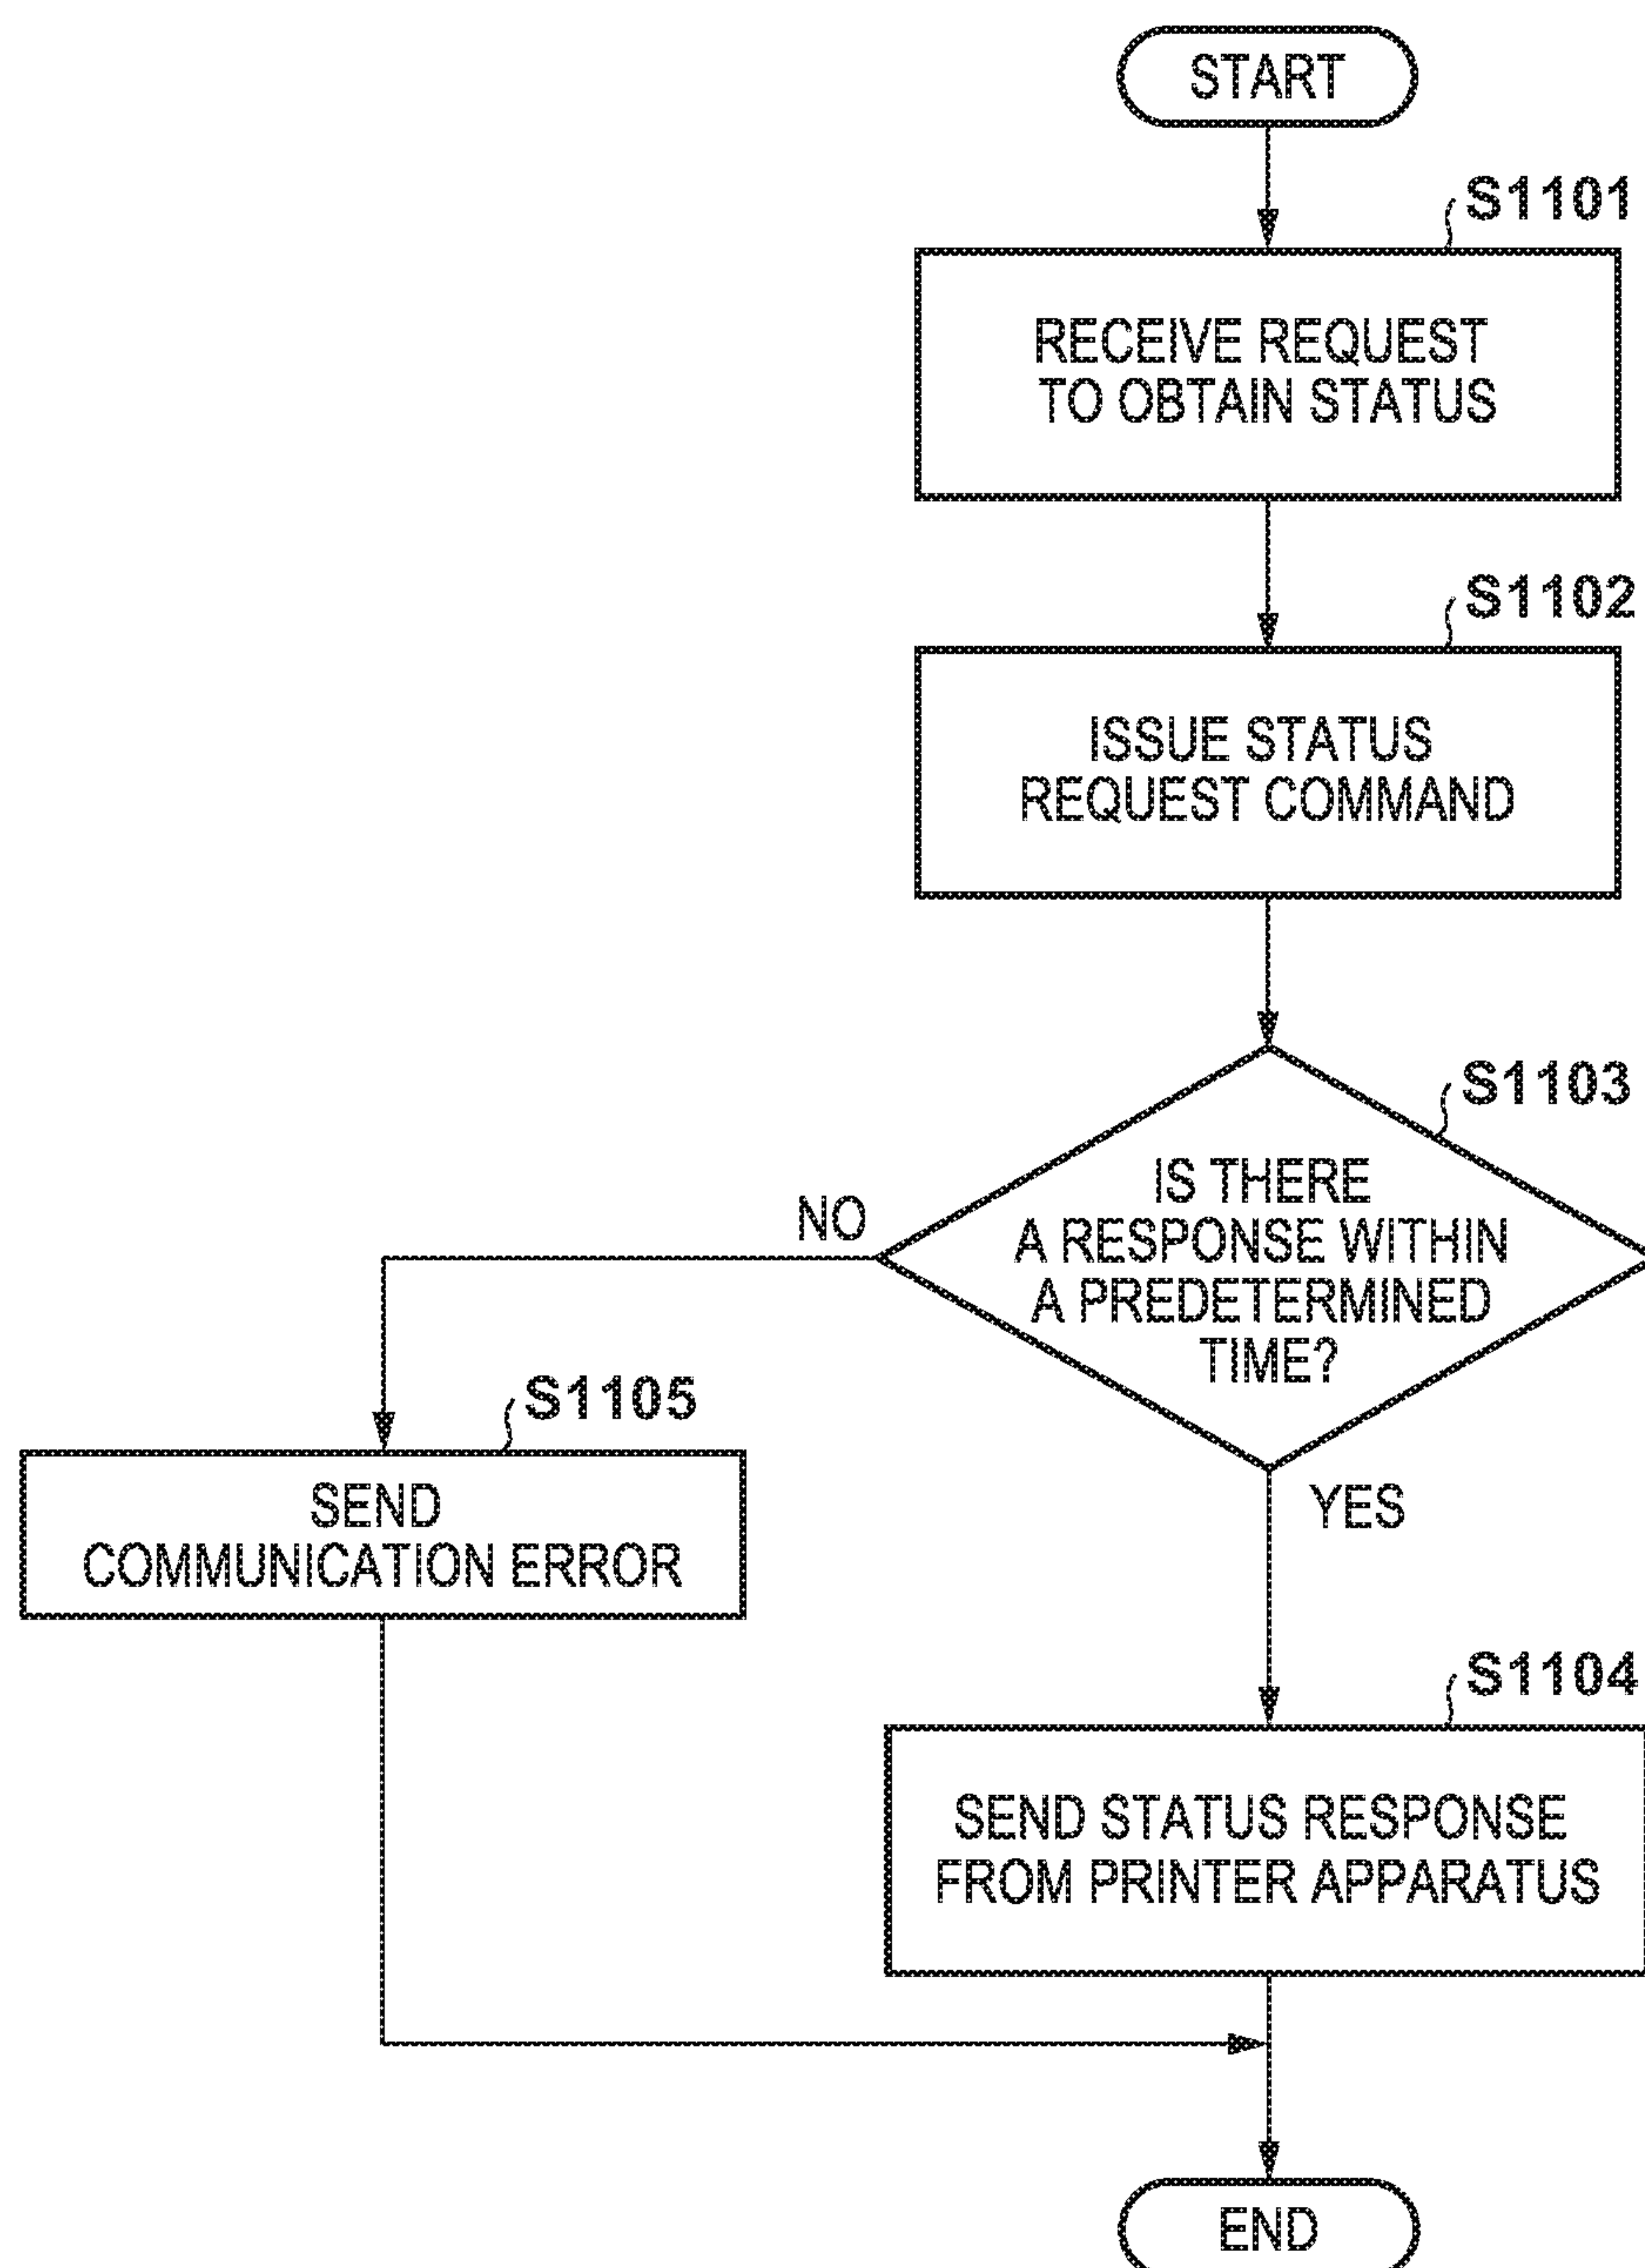 START
S1101
RECEIVE REQUEST
TO OBTAIN STATUS
S1102
ISSUE STATUS
REQUEST COMMAND
S1103
IS THERE
A RESPONSE WITHIN
A PREDETERMINED
TIME?
NO
YES
S1105
SEND
COMMUNICATION ERROR
S1104
SEND STATUS RESPONSE
FROM PRINTER APPARATUS
END